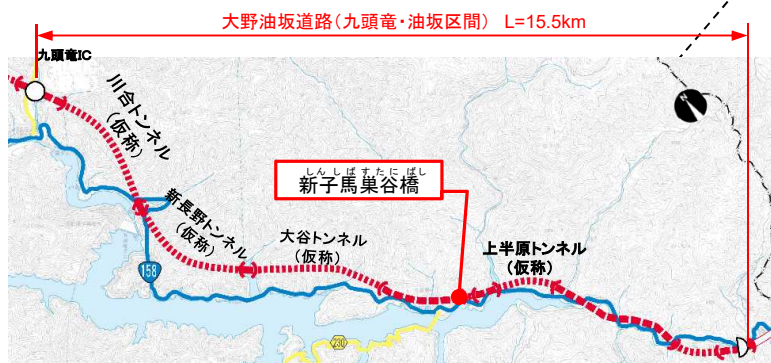 大野油坂道路(九頭竜・油坂区間) L=15.5km
九頭竜IC
川合トンネル
(仮称)
しんしばすたにばし
新子馬巣谷橋
新長野トンネル
(仮称)
大谷トンネル
(仮称)
上半原トンネル
(仮称)
158
230